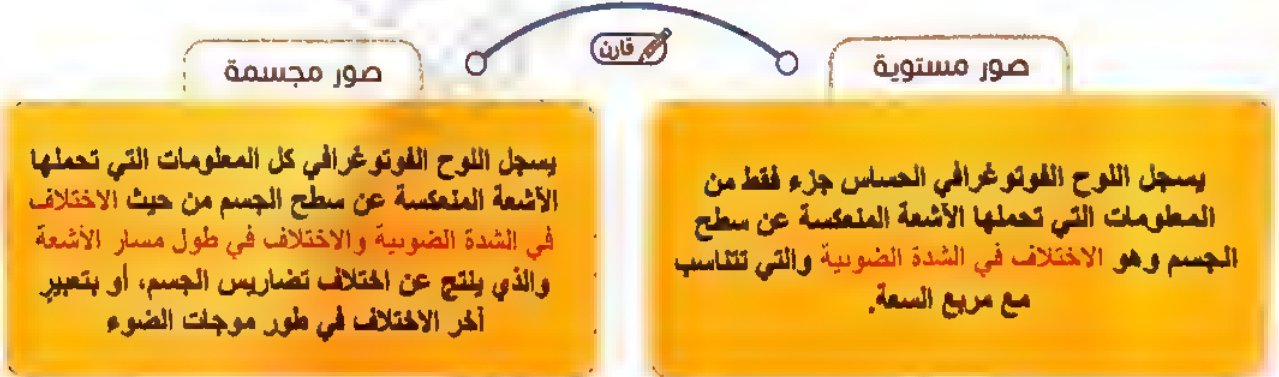 قارن
صور مستوية
يسجل اللوح الفوتوغرافي الحساس جزء فقط من
المعلومات التي تحملها الأشعة المنعكسة عن سطح
الجسم وهو الاختلاف في الشدة الضوئية والتي تتناسب
مع مربع السعة.
صور مجسمة
يسجل اللوح الفوتوغرافي كل المعلومات التي تحملها
الأشعة المنعكسة عن سطح الجسم من حيث الاختلاف
في الشدة الضوئية والاختلاف في طول مسار الأشعة
والذي ينتج عن اختلاف تضاريس الجسم، أو بتعبير
آخر الاختلاف في طور موجات الضوء